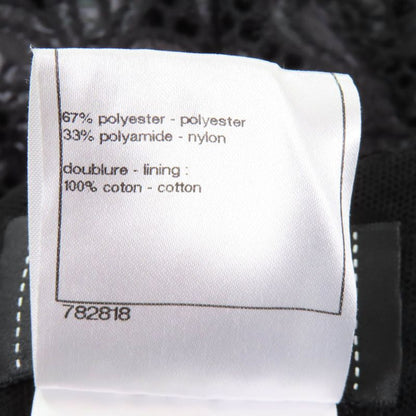 67% polyester - polyester
33% polyamide - nylon
doublure - lining :
100% coton - cotton
782818